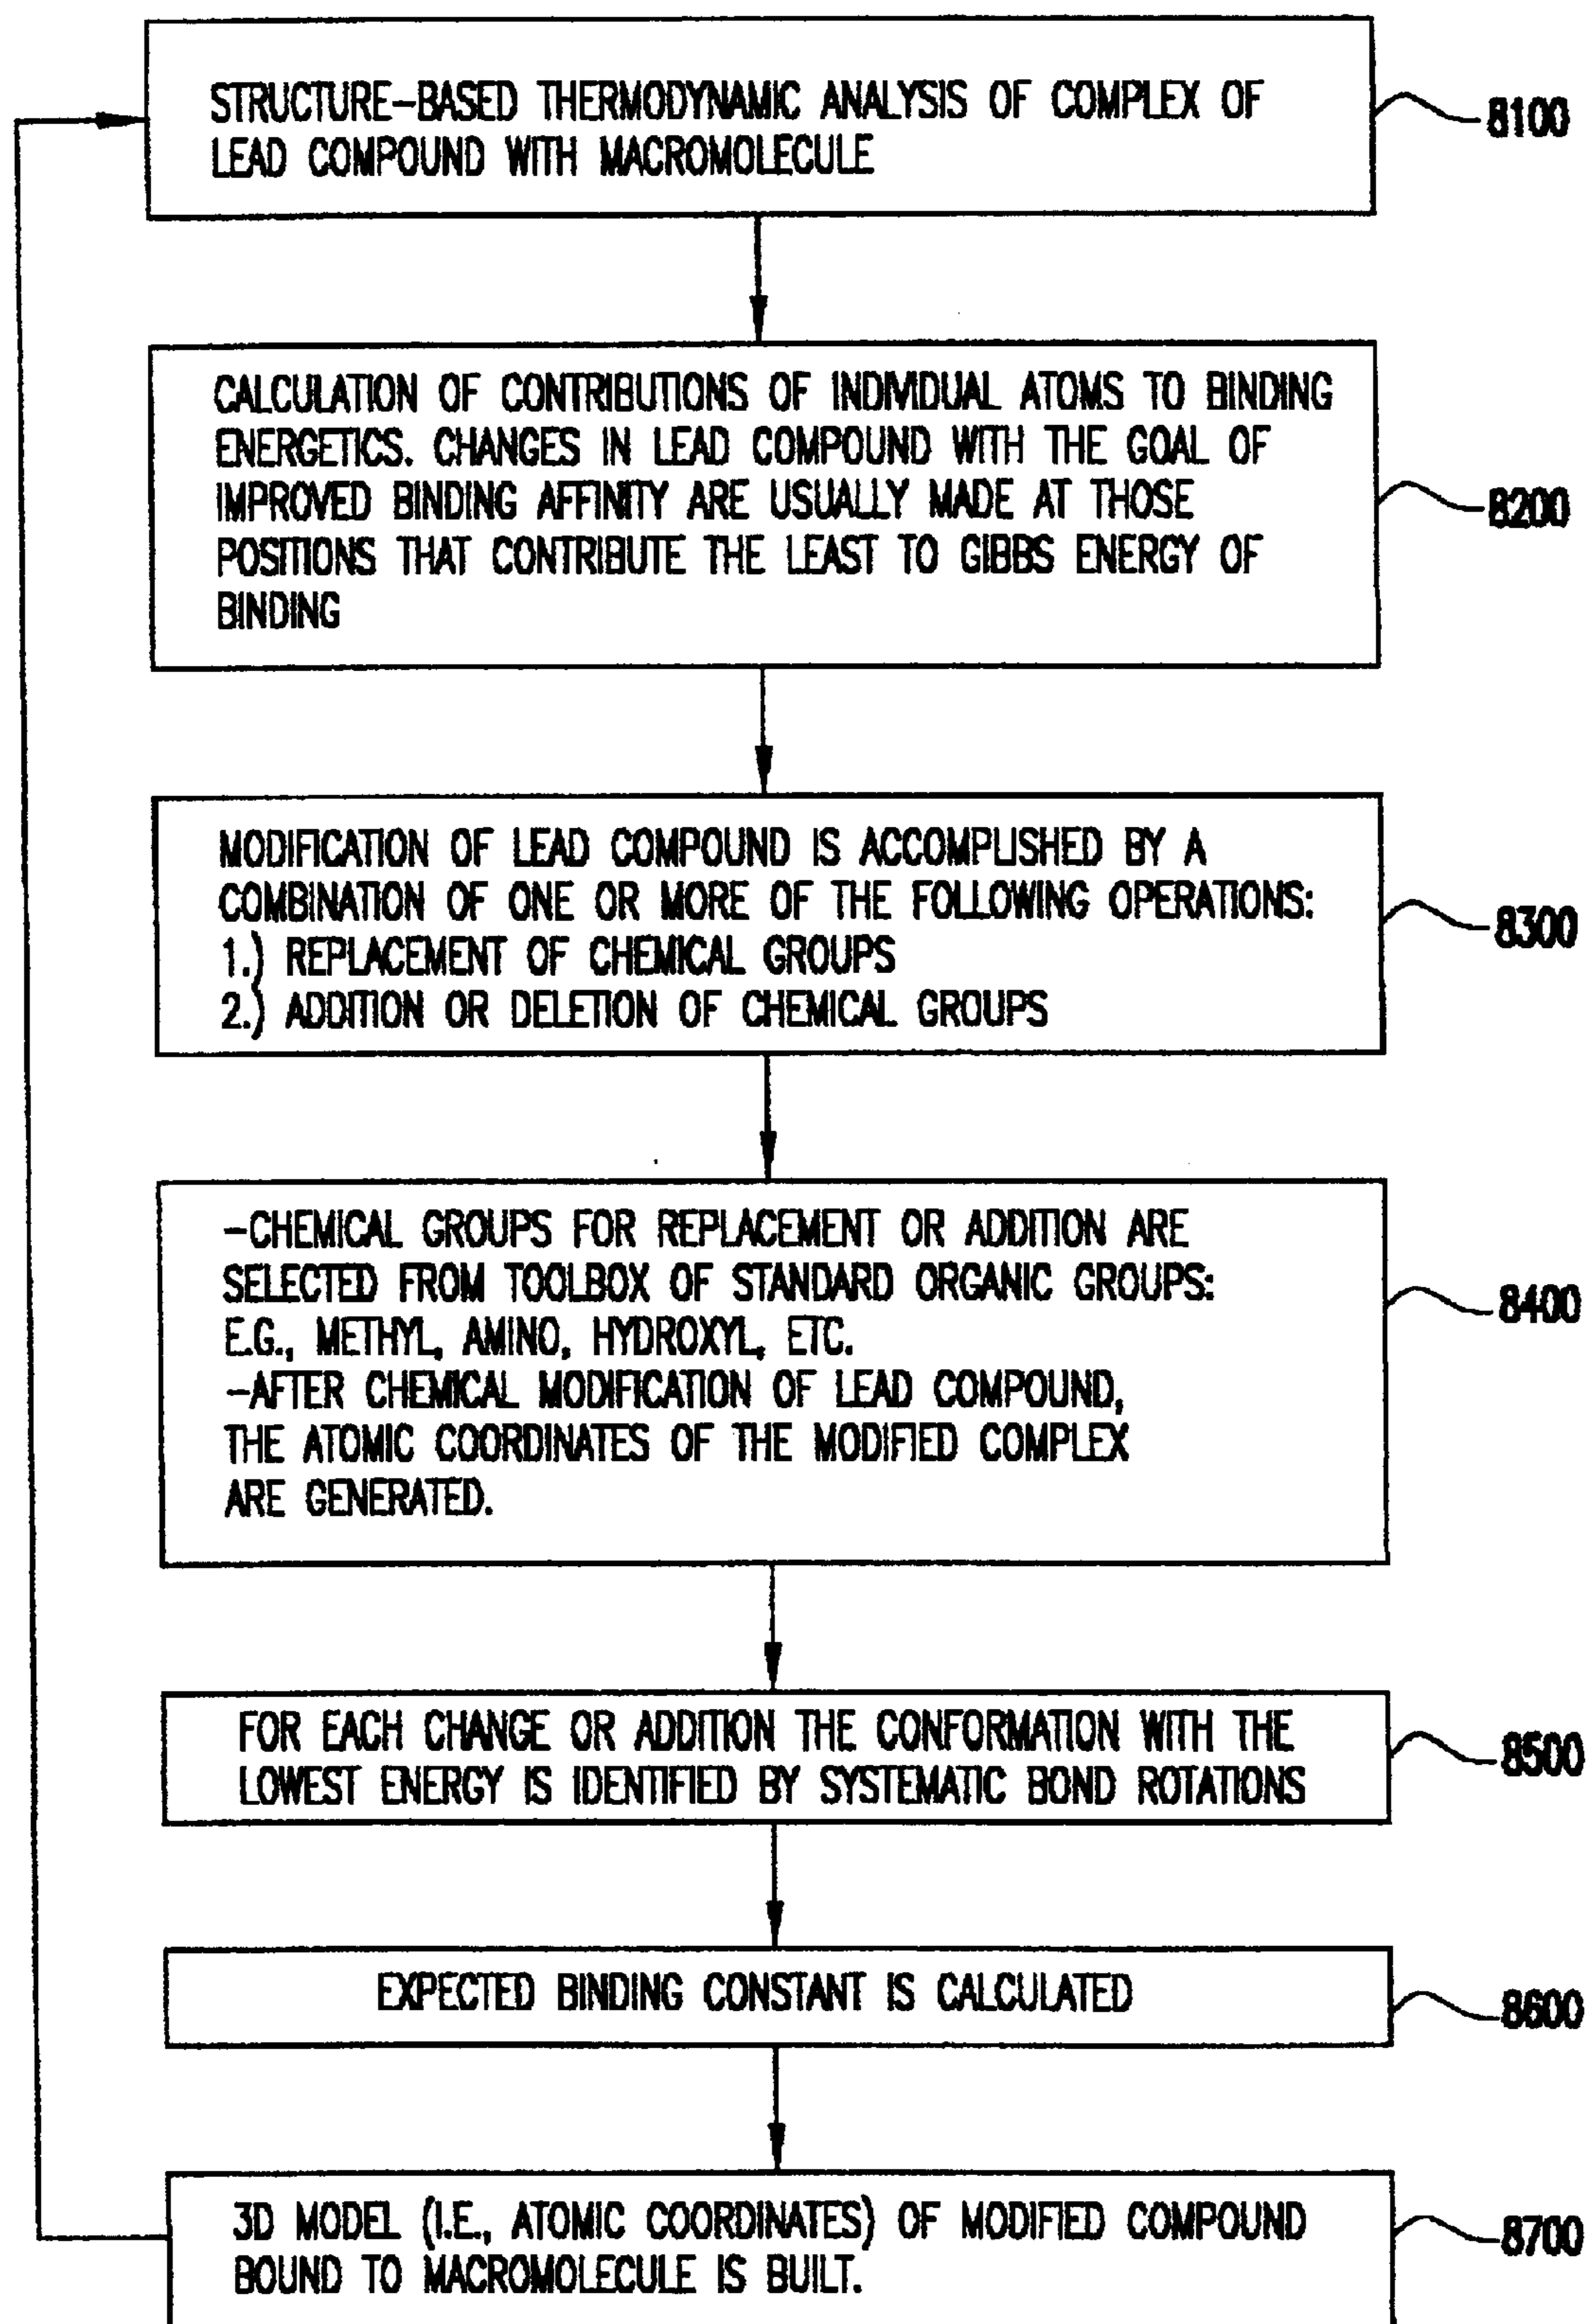 STRUCTURE-BASED THERMODYNAMIC ANALYSIS OF COMPLEX OF
LEAD COMPOUND WITH MACROMOLECULE
8100
CALCULATION OF CONTRIBUTIONS OF INDIVIDUAL ATOMS TO BINDING
ENERGETICS. CHANGES IN LEAD COMPOUND WITH THE GOAL OF
IMPROVED BINDING AFFINITY ARE USUALLY MADE AT THOSE
POSITIONS THAT CONTRIBUTE THE LEAST TO GIBBS ENERGY OF
BINDING
8200
MODIFICATION OF LEAD COMPOUND IS ACCOMPLISHED BY A
COMBINATION OF ONE OR MORE OF THE FOLLOWING OPERATIONS:
1.) REPLACEMENT OF CHEMICAL GROUPS
2.) ADDITION OR DELETION OF CHEMICAL GROUPS
8300
-CHEMICAL GROUPS FOR REPLACEMENT OR ADDITION ARE
SELECTED FROM TOOLBOX OF STANDARD ORGANIC GROUPS:
E.G., METHYL, AMINO, HYDROXYL, ETC.
-AFTER CHEMICAL MODIFICATION OF LEAD COMPOUND,
THE ATOMIC COORDINATES OF THE MODIFIED COMPLEX
ARE GENERATED.
8400
FOR EACH CHANGE OR ADDITION THE CONFORMATION WITH THE
LOWEST ENERGY IS IDENTIFIED BY SYSTEMATIC BOND ROTATIONS
8500
EXPECTED BINDING CONSTANT IS CALCULATED
8600
3D MODEL (I.E., ATOMIC COORDINATES) OF MODIFIED COMPOUND
BOUND TO MACROMOLECULE IS BUILT.
8700